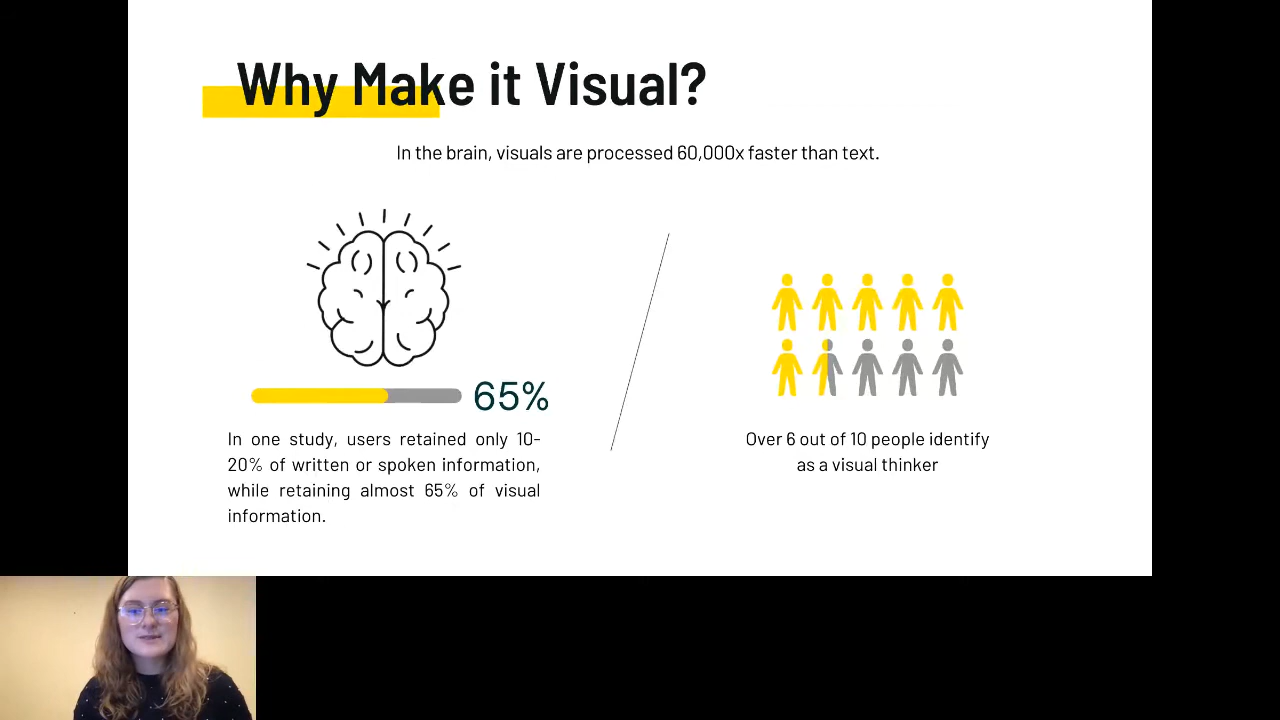 Why Make it Visual?
In the brain, visuals are processed 60,000x faster than text.
65%
In one study, users retained only 10-
20% of written or spoken information,
while retaining almost 65% of visual
information.
Over 6 out of 10 people identify
as a visual thinker